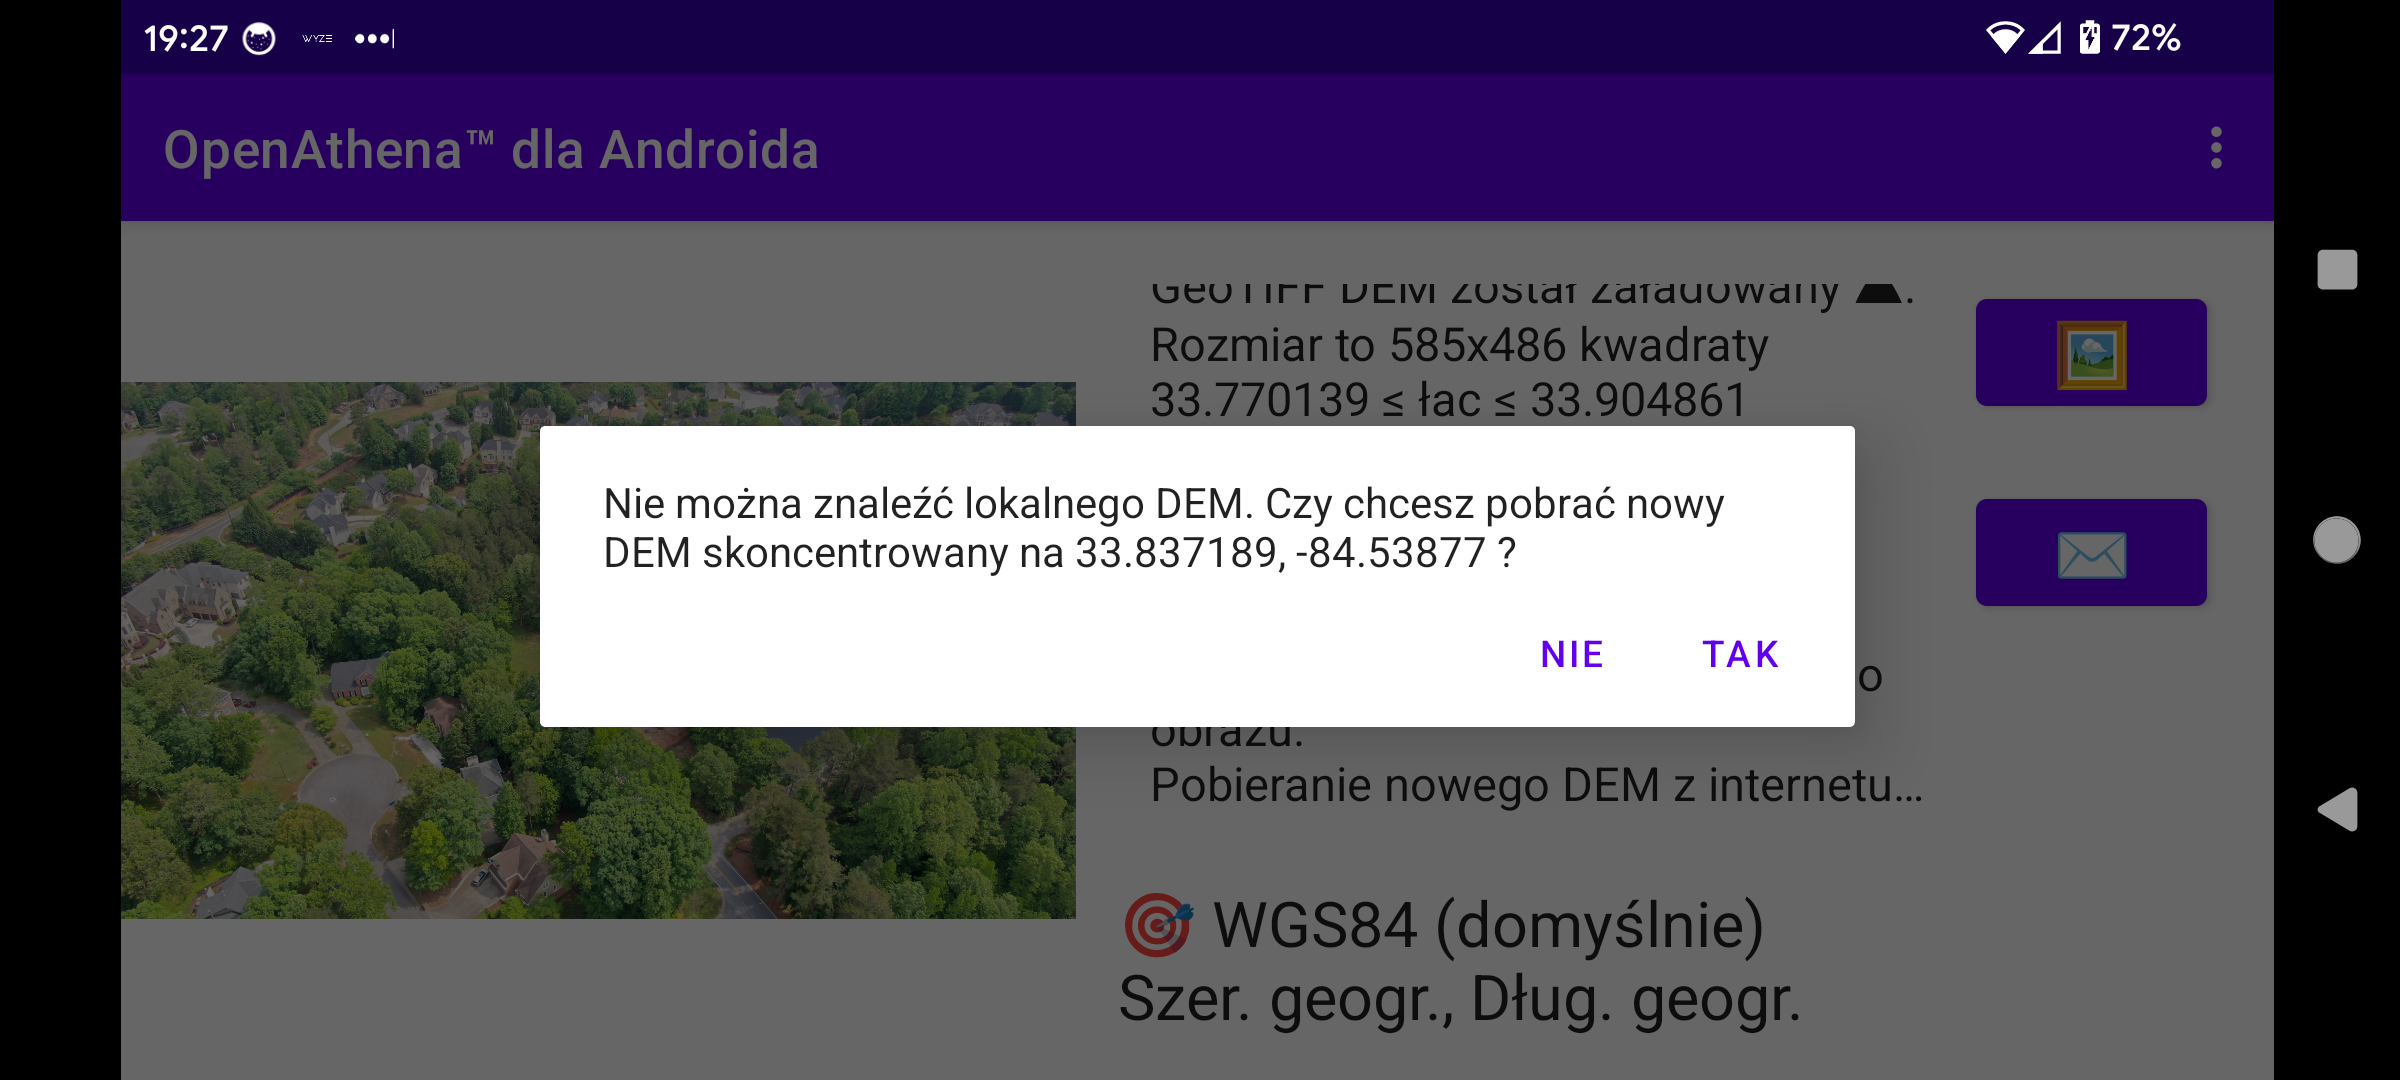 19:27 WYZE 72%
OpenAthena™ dla Androida
GeoTIFF DEM został załadowany ⛰.
Rozmiar to 585x486 kwadraty
33.770139 ≤ łac ≤ 33.904861
Nie można znaleźć lokalnego DEM. Czy chcesz pobrać nowy
DEM skoncentrowany na 33.837189, -84.53877 ?
NIE TAK
o
obrazu.
Pobieranie nowego DEM z internetu...
🎯 WGS84 (domyślnie)
Szer. geogr., Dług. geogr.